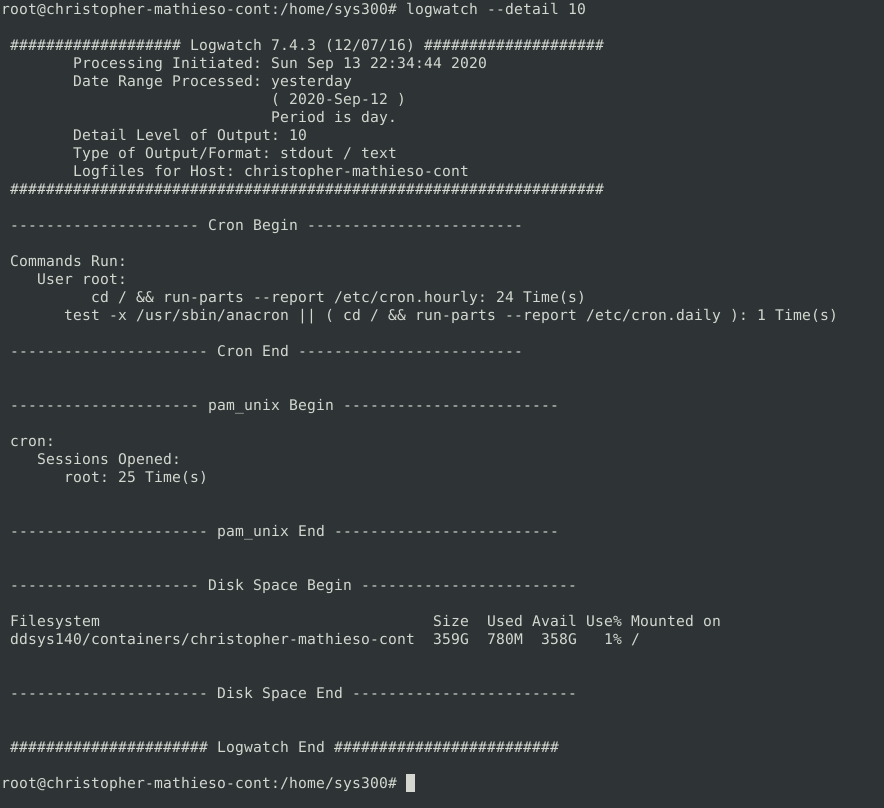 root@christopher-mathieso-cont:/home/sys300# logwatch --detail 10
################### Logwatch 7.4.3 (12/07/16) ####################
Processing Initiated: Sun Sep 13 22:34:44 2020
Date Range Processed: yesterday
( 2020-Sep-12 )
Period is day.
Detail Level of Output: 10
Type of Output/Format: stdout / text
Logfiles for Host: christopher-mathieso-cont
##################################################################
--------------------- Cron Begin ------------------------
Commands Run:
User root:
cd / && run-parts --report /etc/cron.hourly: 24 Time(s)
test -x /usr/sbin/anacron || ( cd / && run-parts --report /etc/cron.daily ): 1 Time(s)
---------------------- Cron End -------------------------
--------------------- pam_unix Begin ------------------------
cron:
Sessions Opened:
root: 25 Time(s)
---------------------- pam_unix End -------------------------
--------------------- Disk Space Begin ------------------------
Filesystem Size Used Avail Use% Mounted on
ddsys140/containers/christopher-mathieso-cont 359G 780M 358G 1% /
---------------------- Disk Space End -------------------------
###################### Logwatch End #########################
root@christopher-mathieso-cont:/home/sys300#